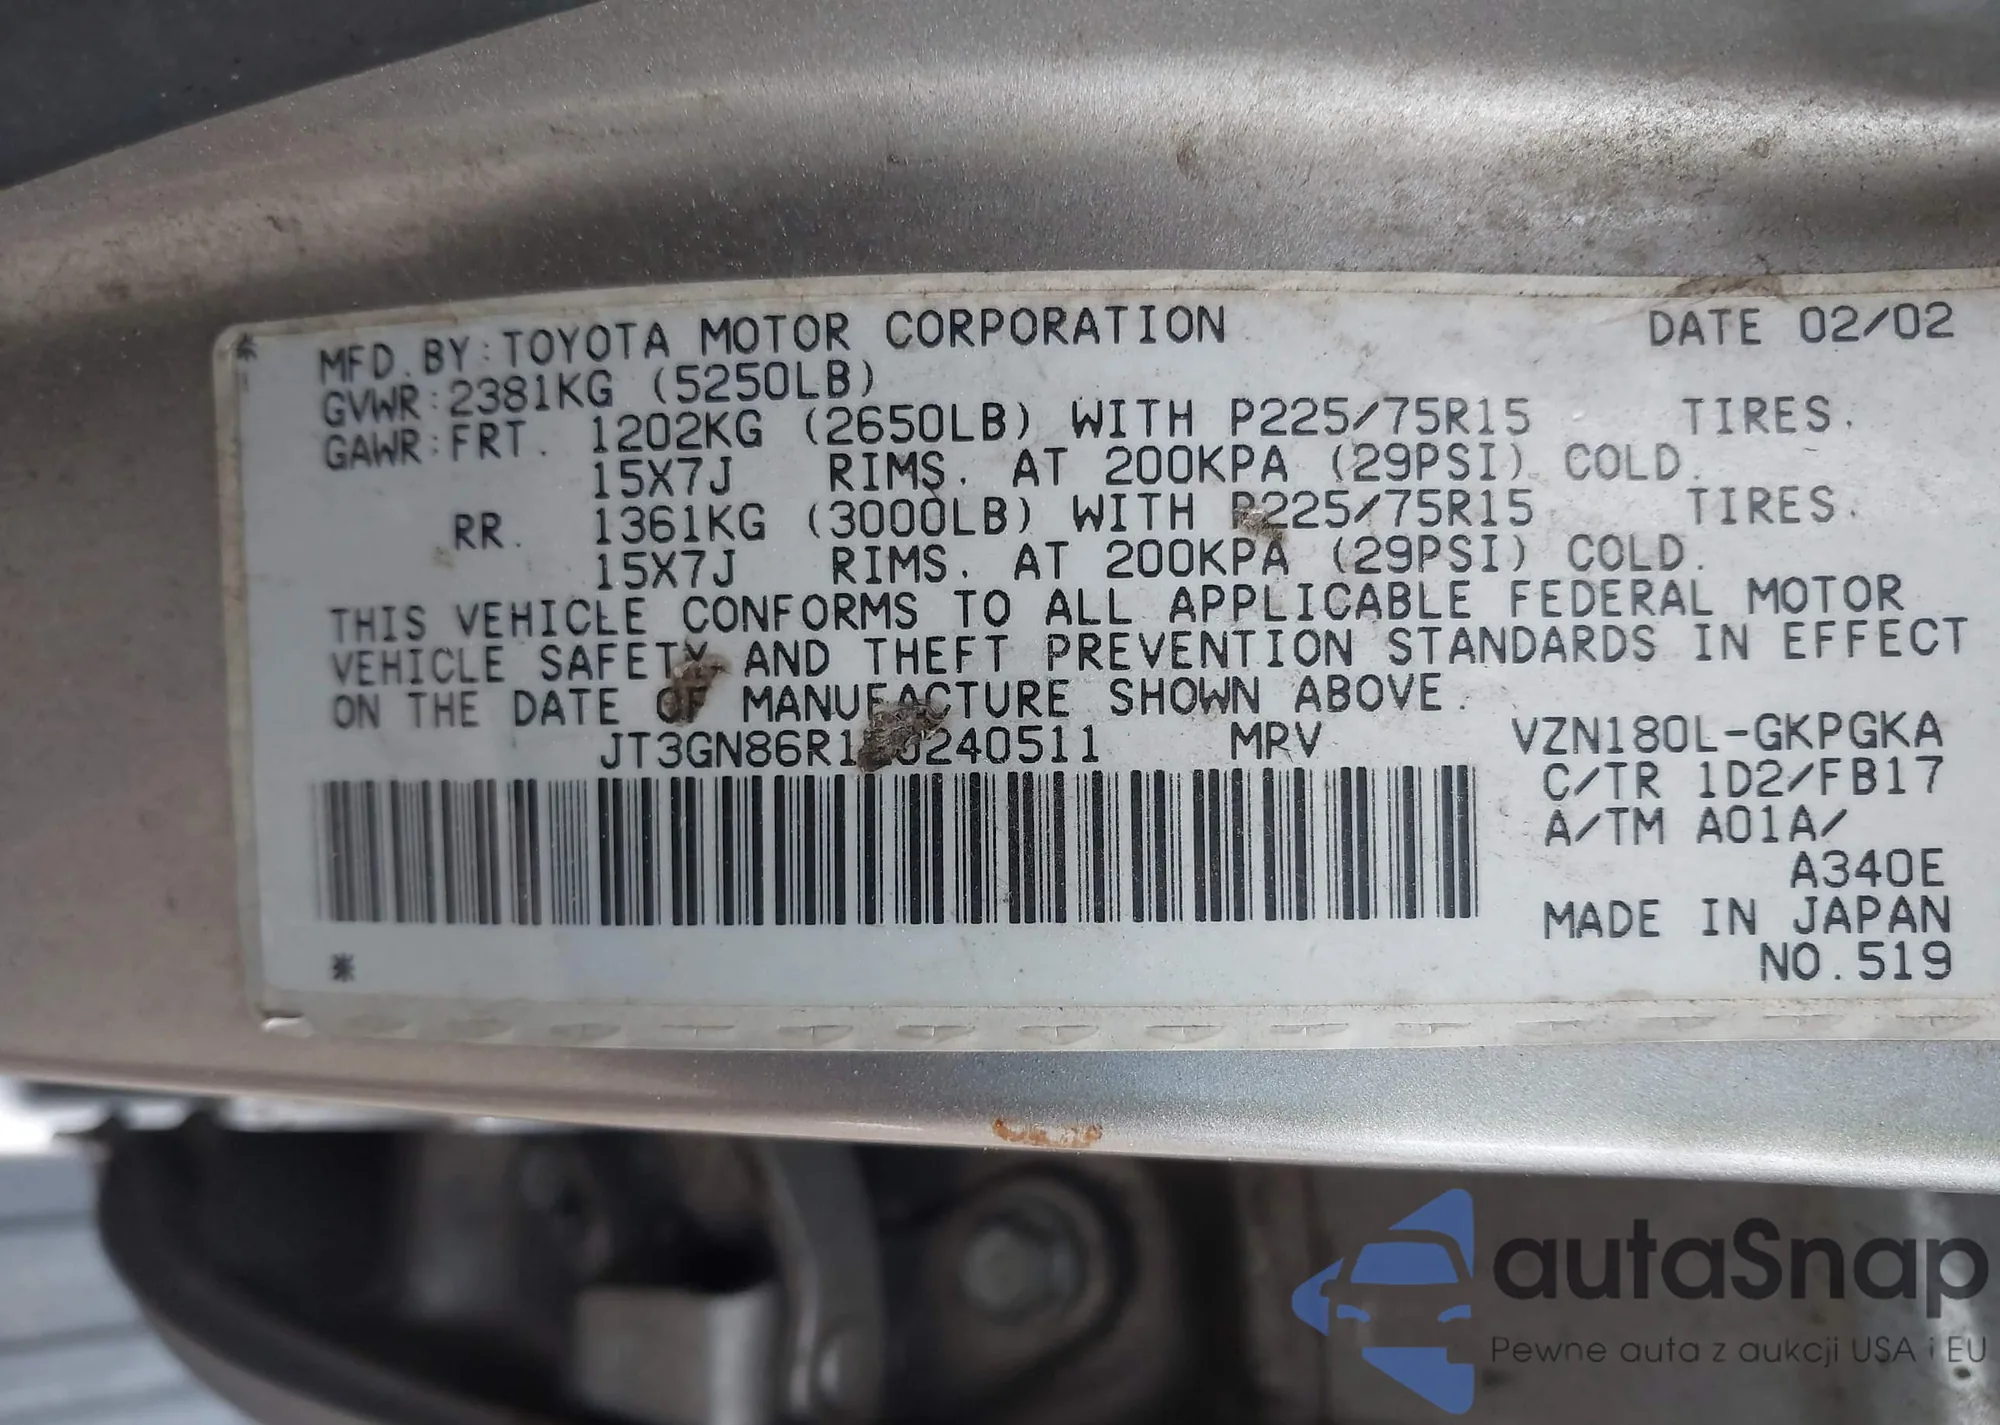 MFD. BY: TOYOTA MOTOR CORPORATION DATE 02/02
GVWR: 2381KG (5250LB)
GAWR: FRT. 1202KG (2650LB) WITH P225/75R15 TIRES.
15X7J RIMS. AT 200KPA (29PSI) COLD.
RR. 1361KG (3000LB) WITH P225/75R15 TIRES.
15X7J RIMS. AT 200KPA (29PSI) COLD.
THIS VEHICLE CONFORMS TO ALL APPLICABLE FEDERAL MOTOR
VEHICLE SAFETY AND THEFT PREVENTION STANDARDS IN EFFECT
ON THE DATE OF MANUFACTURE SHOWN ABOVE.
MPV VZN180L-GKPGKA
C/TR 1D2/FB17
A/TM A01A/
A340E
MADE IN JAPAN
NO.519
autaSnap
Pewne auta z aukcji USA i EU